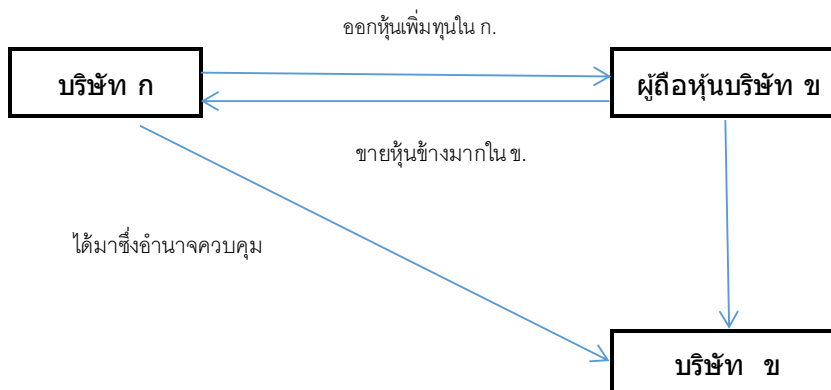 ออกหุ้นเพิ่มทุนใน ก.
บริษัท ก
ผู้ถือหุ้นบริษัท ข
ขายหุ้นข้างมากใน ข.
ได้มาซึ่งอำนาจควบคุม
บริษัท ข